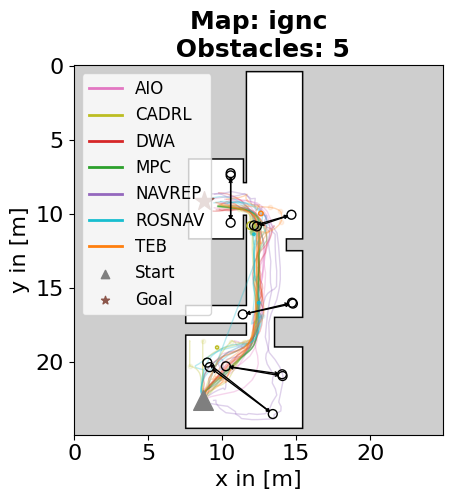 Map: ignc
Obstacles: 5
0
5
10
15
20
y in [m]
AIO
CADRL
DWA
MPC
NAVREP
ROSNAV
TEB
Start
Goal
0 5 10 15 20
x in [m]